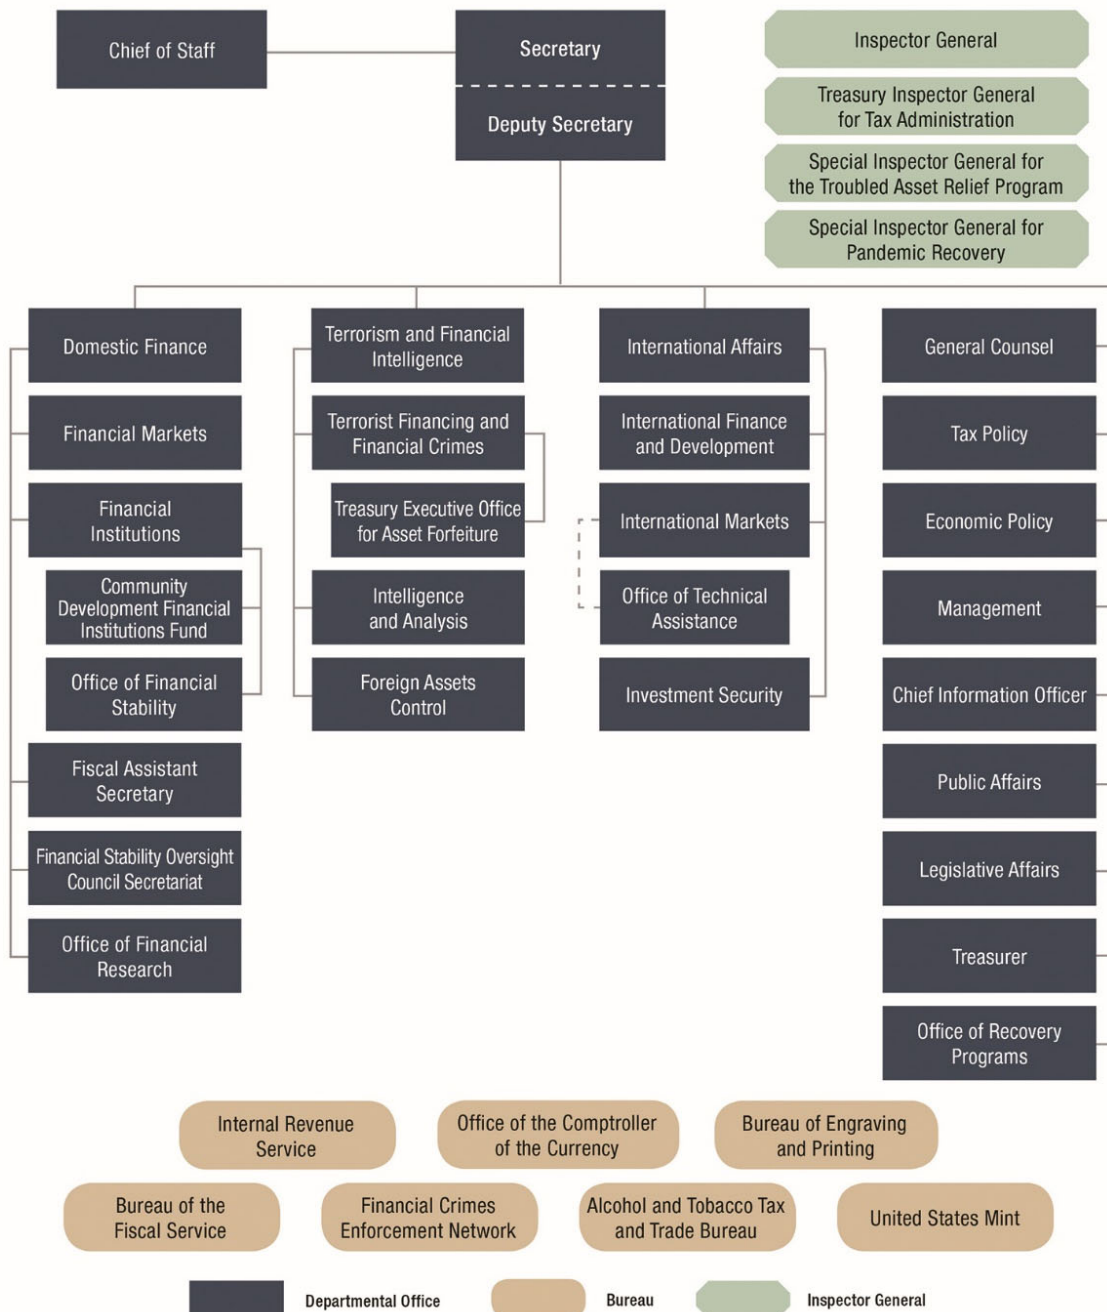 Chief of Staff
Secretary
Deputy Secretary
Inspector General
Treasury Inspector General
for Tax Administration
Special Inspector General for
the Troubled Asset Relief Program
Special Inspector General for
Pandemic Recovery
Domestic Finance
Financial Markets
Financial
Institutions
Community
Development Financial
Institutions Fund
Office of Financial
Stability
Fiscal Assistant
Secretary
Financial Stability Oversight
Council Secretariat
Office of Financial
Research
Terrorism and Financial
Intelligence
Terrorist Financing and
Financial Crimes
Treasury Executive Office
for Asset Forfeiture
Intelligence
and Analysis
Foreign Assets
Control
International Affairs
International Finance
and Development
International Markets
Office of Technical
Assistance
Investment Security
General Counsel
Tax Policy
Economic Policy
Management
Chief Information Officer
Public Affairs
Legislative Affairs
Treasurer
Office of Recovery
Programs
Internal Revenue
Service
Office of the Comptroller
of the Currency
Bureau of Engraving
and Printing
Bureau of the
Fiscal Service
Financial Crimes
Enforcement Network
Alcohol and Tobacco Tax
and Trade Bureau
United States Mint
Departmental Office
Bureau
Inspector General